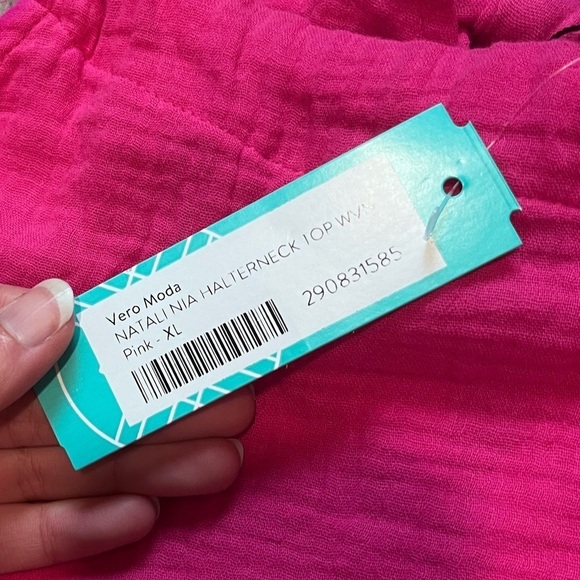 Vero Moda
NATALI NIA HALTERNECK TOP WVN
Pink - XL
290831585